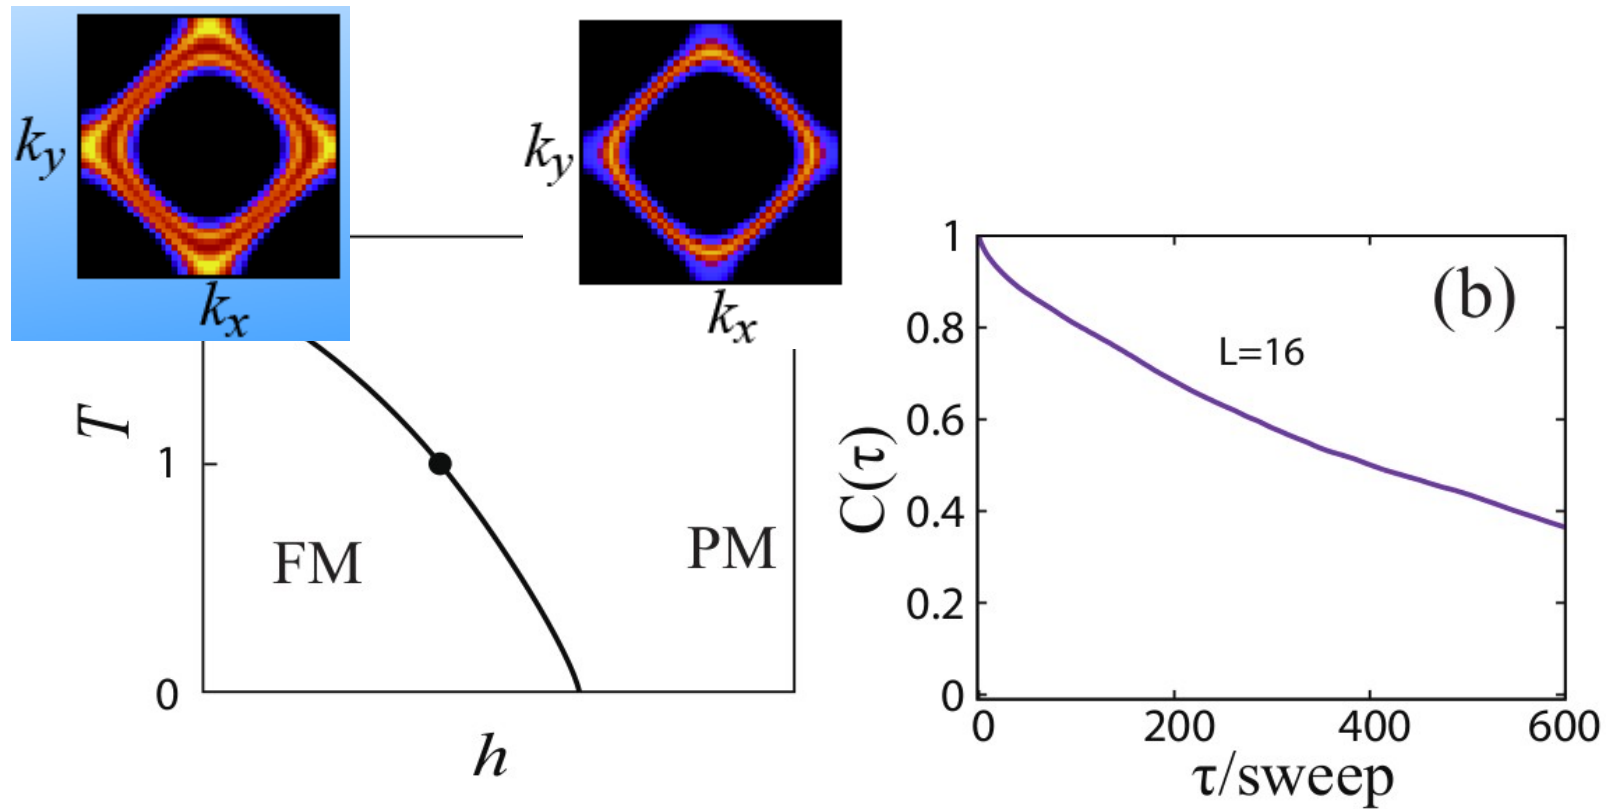 k_y
k_x
k_y
k_x
T
1
0
FM
PM
h
(b)
L=16
C(τ)
1
0.8
0.6
0.4
0.2
0
0
200
400
600
τ/sweep